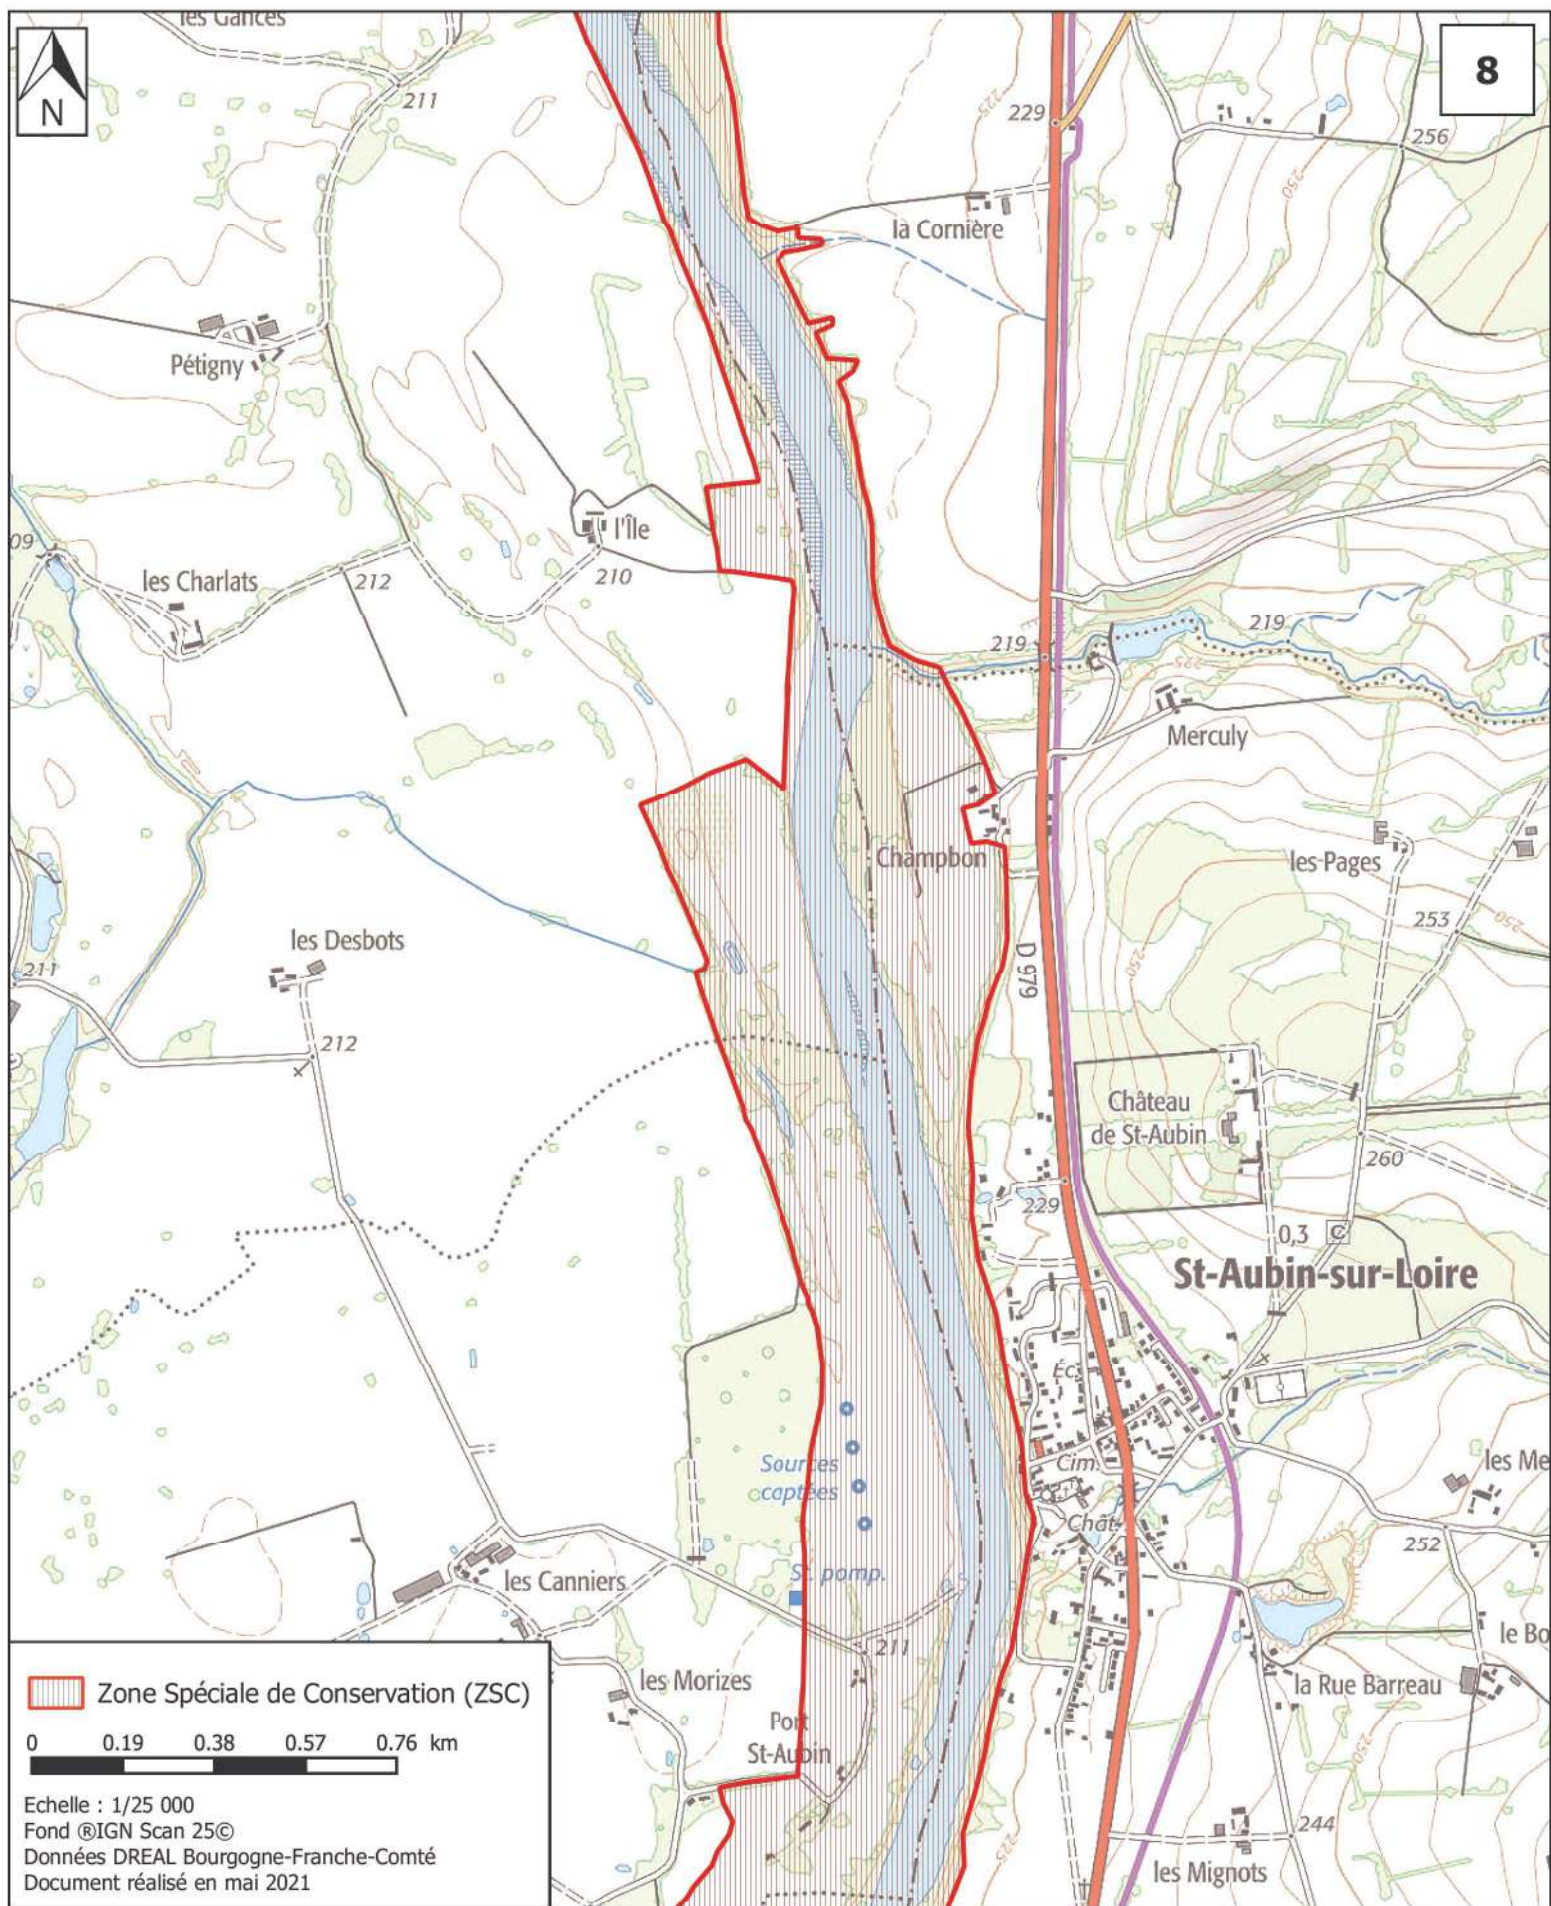 les Gances
8
N
211
229
256
225
250
la Cornière
Pétigny
l'Île
09
les Charlats
212
210
219
219
225
Merculy
Champbon
les Pages
253
250
250
les Desbots
211
D 979
212
Château
de St-Aubin
260
229
0,3
C
St-Aubin-sur-Loire
Éc.
Sources
captées
Cim.
les Me
Chât.
252
St. pomp.
les Canniers
211
le Bo
les Morizes
la Rue Barreau
Port
St-Aubin
250
225
244
les Mignots
Zone Spéciale de Conservation (ZSC)
0 0.19 0.38 0.57 0.76 km
Echelle : 1/25 000
Fond ®IGN Scan 25©
Données DREAL Bourgogne-Franche-Comté
Document réalisé en mai 2021